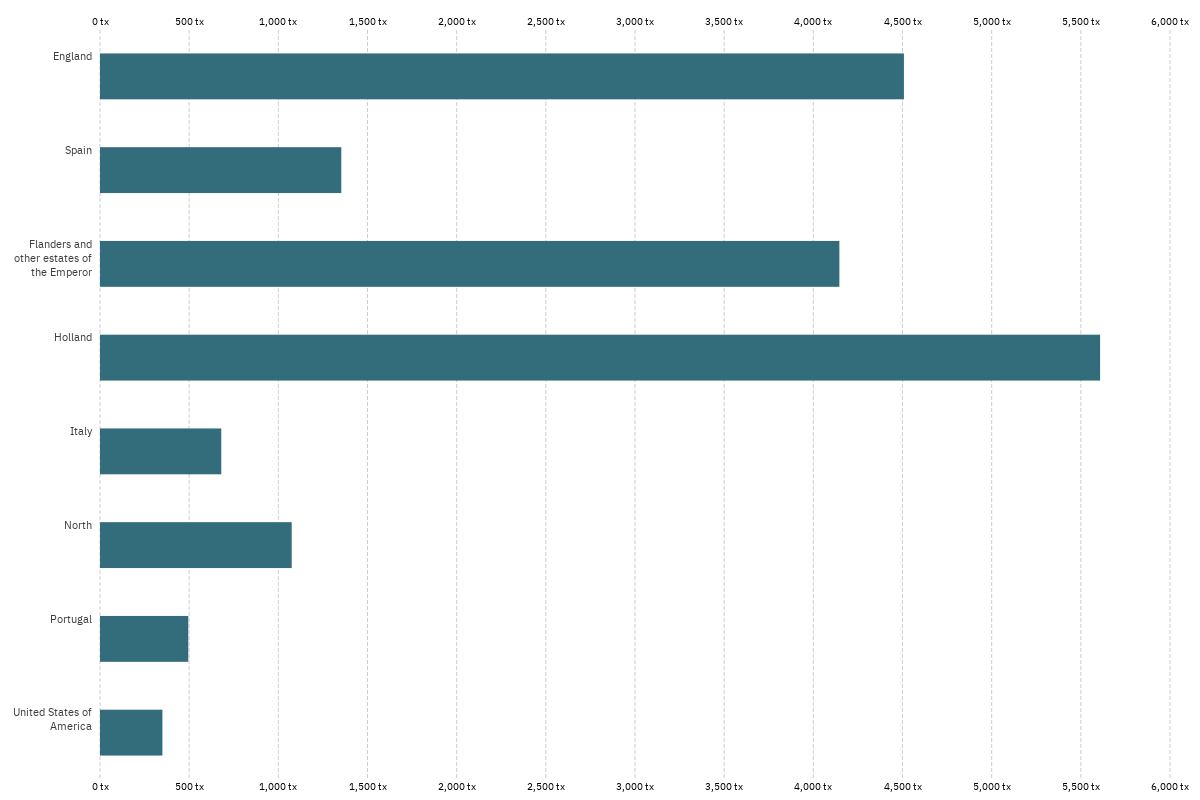 0 tx 500 tx 1,000 tx 1,500 tx 2,000 tx 2,500 tx 3,000 tx 3,500 tx 4,000 tx 4,500 tx 5,000 tx 5,500 tx 6,000 tx
England
Spain
Flanders and
other estates of
the Emperor
Holland
Italy
North
Portugal
United States of
America
0 tx 500 tx 1,000 tx 1,500 tx 2,000 tx 2,500 tx 3,000 tx 3,500 tx 4,000 tx 4,500 tx 5,000 tx 5,500 tx 6,000 tx